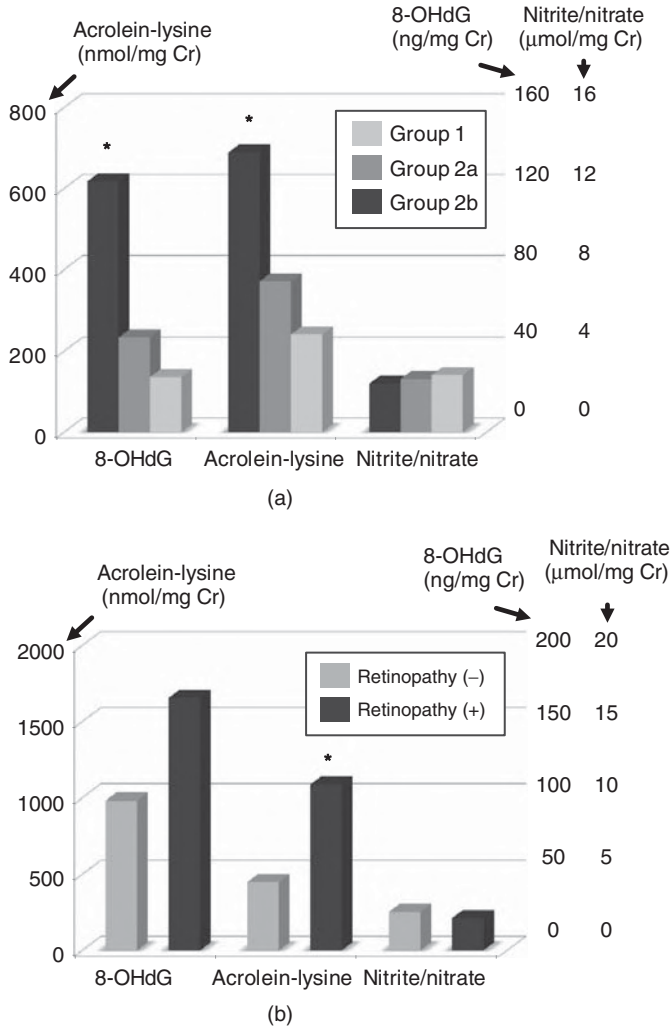 Acrolein-lysine
(nmol/mg Cr)
8-OHdG
(ng/mg Cr)
Nitrite/nitrate
(μmol/mg Cr)
800
600
400
200
0
160 16
120 12
80 8
40 4
0 0
*
*
Group 1
Group 2a
Group 2b
8-OHdG Acrolein-lysine Nitrite/nitrate
(a)
Acrolein-lysine
(nmol/mg Cr)
8-OHdG
(ng/mg Cr)
Nitrite/nitrate
(μmol/mg Cr)
2000
1500
1000
500
0
200 20
150 15
100 10
50 5
0 0
Retinopathy (–)
Retinopathy (+)
*
8-OHdG Acrolein-lysine Nitrite/nitrate
(b)